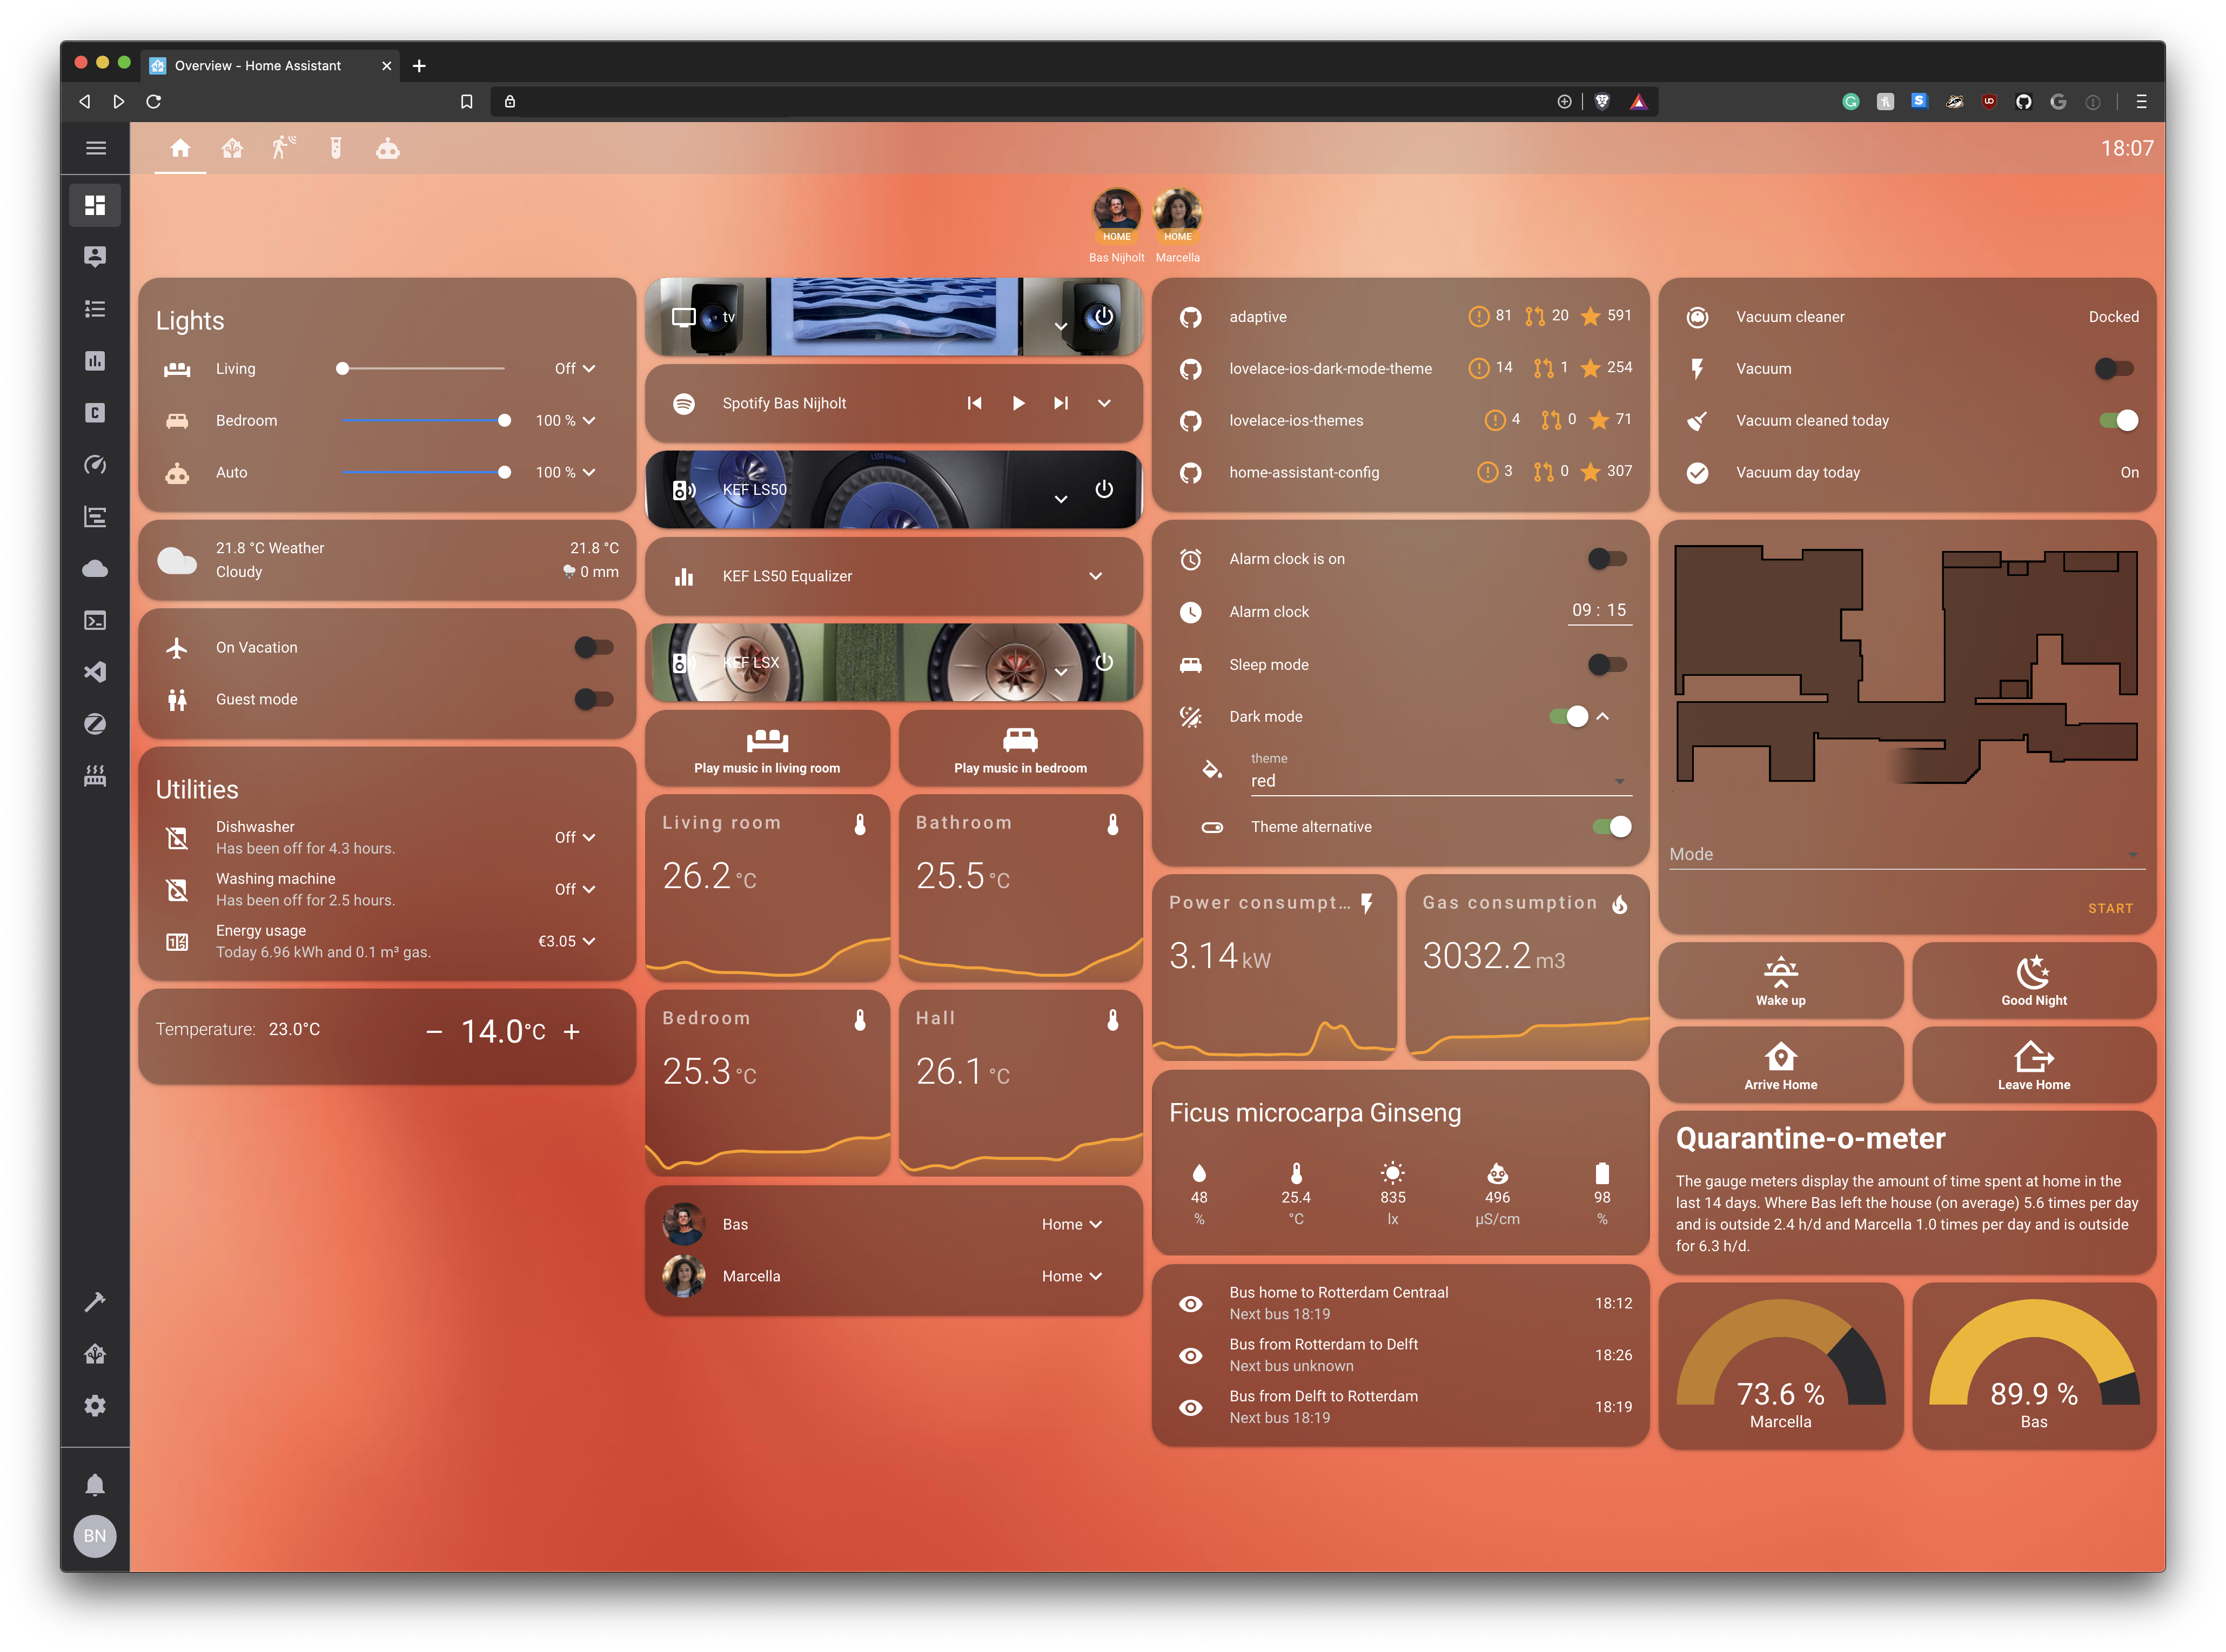 Overview - Home Assistant
18:07
HOME
HOME
Bas Nijholt
Marcella
Lights
Living
Off
Bedroom
100 %
Auto
100 %
21.8 °C Weather
21.8 °C
Cloudy
0 mm
On Vacation
Guest mode
Utilities
Dishwasher
Has been off for 4.3 hours.
Off
Washing machine
Has been off for 2.5 hours.
Off
Energy usage
Today 6.96 kWh and 0.1 m³ gas.
€3.05
Temperature: 23.0°C
− 14.0°C +
tv
Spotify Bas Nijholt
KEF LS50
KEF LS50 Equalizer
KEF LSX
Play music in living room
Play music in bedroom
Living room
26.2 °C
Bathroom
25.5 °C
Bedroom
25.3 °C
Hall
26.1 °C
Bas
Home
Marcella
Home
adaptive
81 20 591
lovelace-ios-dark-mode-theme
14 1 254
lovelace-ios-themes
4 0 71
home-assistant-config
3 0 307
Alarm clock is on
Alarm clock
09 : 15
Sleep mode
Dark mode
theme
red
Theme alternative
Power consumpt...
3.14 kW
Gas consumption
3032.2 m3
Ficus microcarpa Ginseng
48 25.4 835 496 98
% °C lx µS/cm %
Bus home to Rotterdam Centraal
Next bus 18:19
18:12
Bus from Rotterdam to Delft
Next bus unknown
18:26
Bus from Delft to Rotterdam
Next bus 18:19
18:19
Vacuum cleaner
Docked
Vacuum
Vacuum cleaned today
Vacuum day today
On
Mode
START
Wake up
Good Night
Arrive Home
Leave Home
Quarantine-o-meter
The gauge meters display the amount of time spent at home in the
last 14 days. Where Bas left the house (on average) 5.6 times per day
and is outside 2.4 h/d and Marcella 1.0 times per day and is outside
for 6.3 h/d.
73.6 %
Marcella
89.9 %
Bas
BN